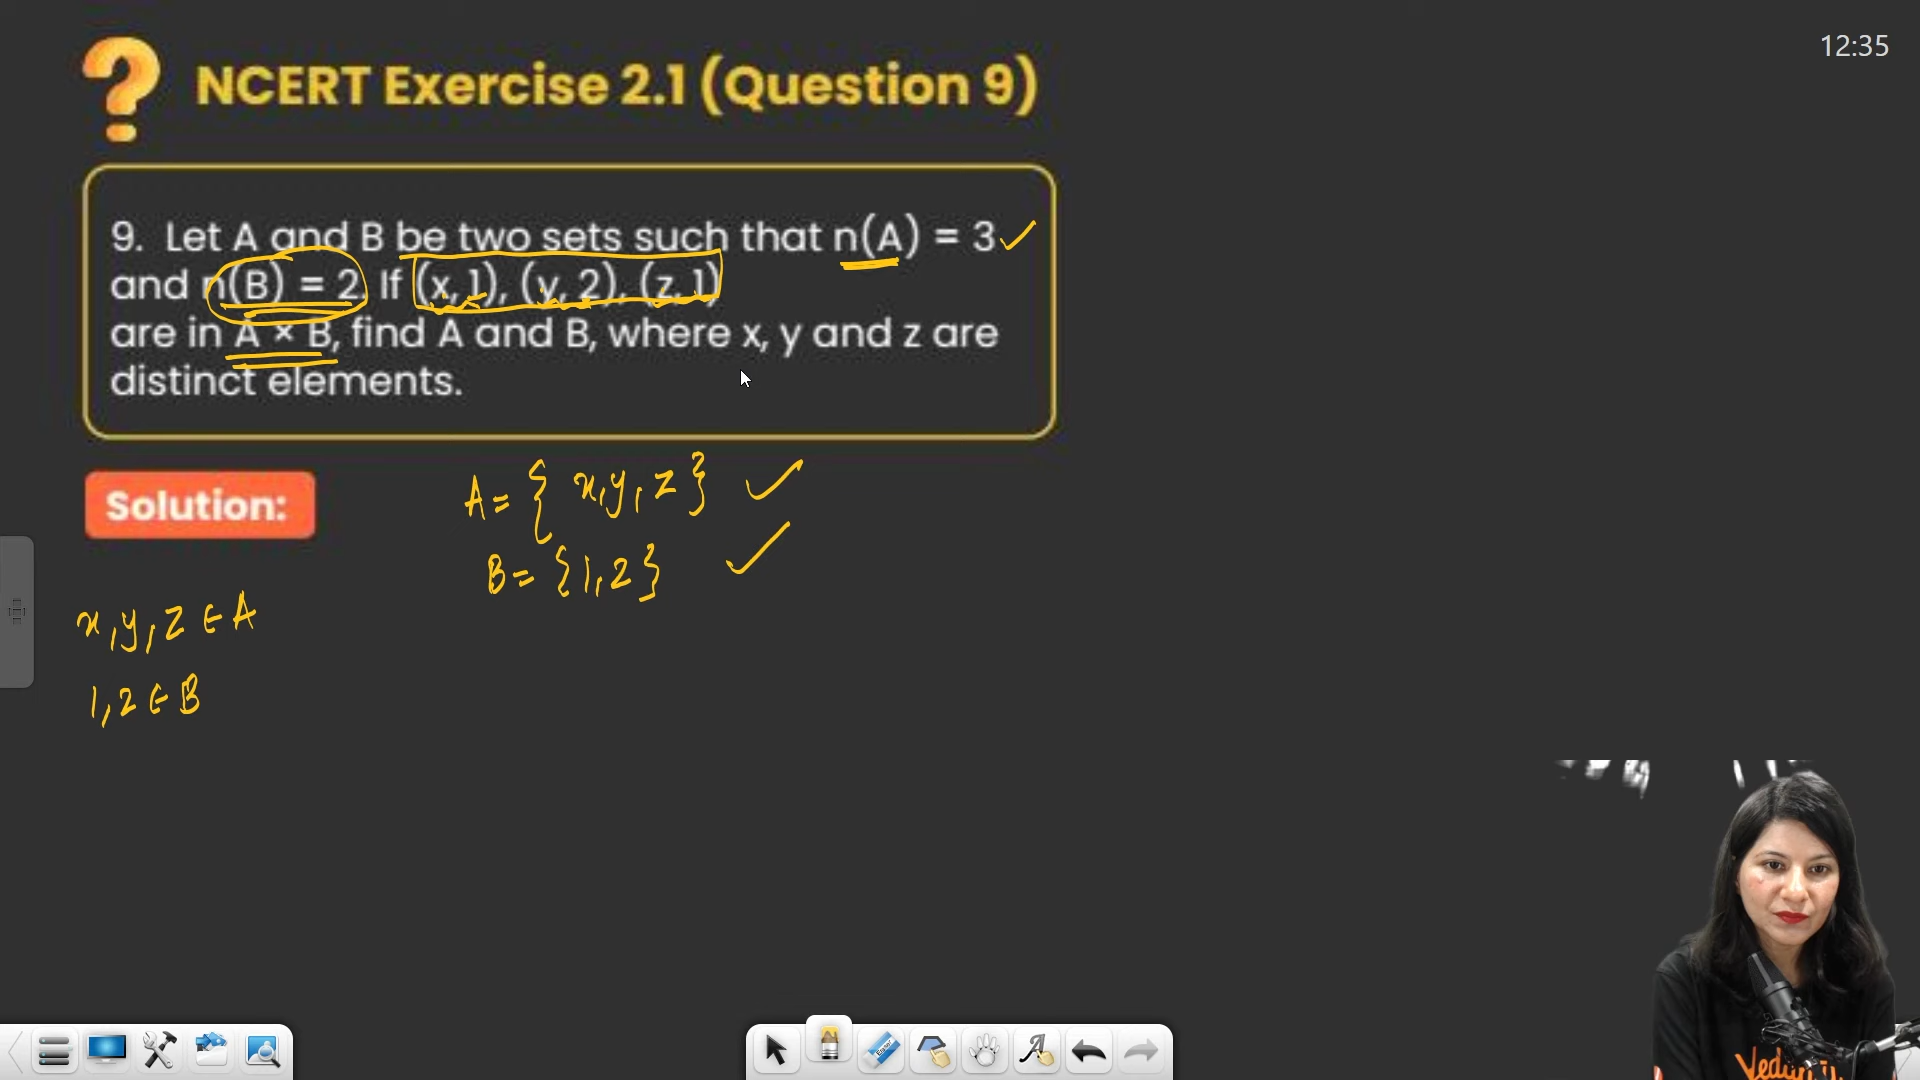 12:35
NCERT Exercise 2.1 (Question 9)
9. Let A and B be two sets such that n(A) = 3
and n(B) = 2. If (x, 1), (y, 2), (z, 1)
are in A × B, find A and B, where x, y and z are
distinct elements.
Solution:
A = { x, y, z }
B = { 1, 2 }
x, y, z ∈ A
1, 2 ∈ B